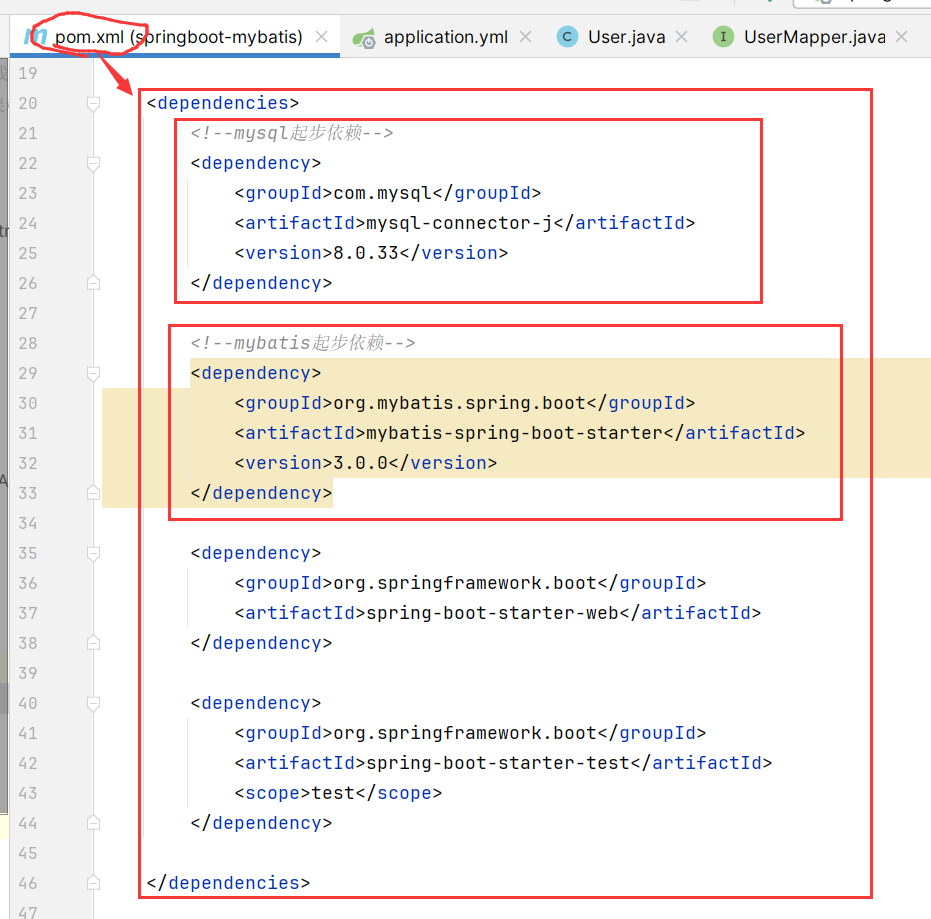 pom.xml (springboot-mybatis) application.yml User.java UserMapper.java
19
20 <dependencies>
21 <!--mysql起步依赖-->
22 <dependency>
23 <groupId>com.mysql</groupId>
24 <artifactId>mysql-connector-j</artifactId>
25 <version>8.0.33</version>
26 </dependency>
27
28 <!--mybatis起步依赖-->
29 <dependency>
30 <groupId>org.mybatis.spring.boot</groupId>
31 <artifactId>mybatis-spring-boot-starter</artifactId>
32 <version>3.0.0</version>
33 </dependency>
34
35 <dependency>
36 <groupId>org.springframework.boot</groupId>
37 <artifactId>spring-boot-starter-web</artifactId>
38 </dependency>
39
40 <dependency>
41 <groupId>org.springframework.boot</groupId>
42 <artifactId>spring-boot-starter-test</artifactId>
43 <scope>test</scope>
44 </dependency>
45
46 </dependencies>
47